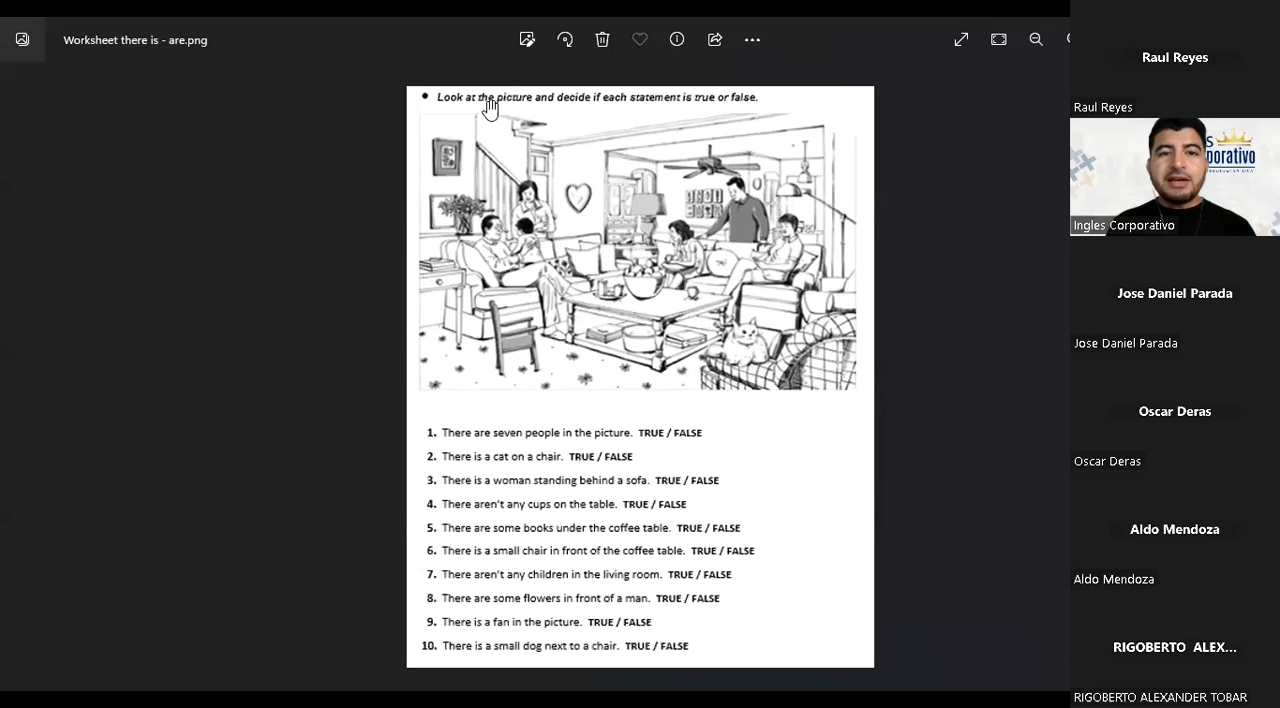 Worksheet there is - are.png
Look at the picture and decide if each statement is true or false.
1. There are seven people in the picture. TRUE / FALSE
2. There is a cat on a chair. TRUE / FALSE
3. There is a woman standing behind a sofa. TRUE / FALSE
4. There aren't any cups on the table. TRUE / FALSE
5. There are some books under the coffee table. TRUE / FALSE
6. There is a small chair in front of the coffee table. TRUE / FALSE
7. There aren't any children in the living room. TRUE / FALSE
8. There are some flowers in front of a man. TRUE / FALSE
9. There is a fan in the picture. TRUE / FALSE
10. There is a small dog next to a chair. TRUE / FALSE
Raul Reyes
Raul Reyes
Ingles Corporativo
Jose Daniel Parada
Jose Daniel Parada
Oscar Deras
Oscar Deras
Aldo Mendoza
Aldo Mendoza
RIGOBERTO ALEX...
RIGOBERTO ALEXANDER TOBAR